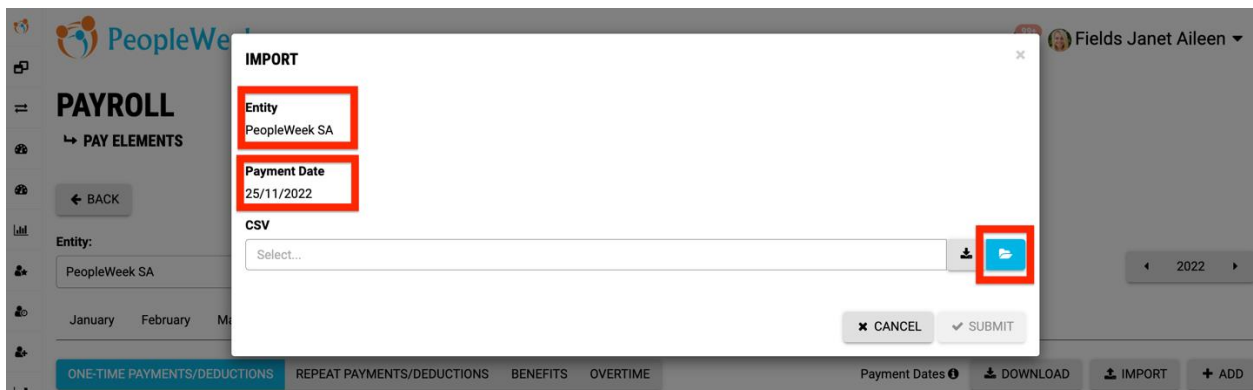 PeopleWe
Fields Janet Aileen
PAYROLL
PAY ELEMENTS
BACK
Entity:
PeopleWeek SA
2022
January February
IMPORT
×
Entity
PeopleWeek SA
Payment Date
25/11/2022
CSV
Select...
CANCEL
SUBMIT
ONE-TIME PAYMENTS/DEDUCTIONS REPEAT PAYMENTS/DEDUCTIONS BENEFITS OVERTIME
Payment Dates DOWNLOAD IMPORT + ADD